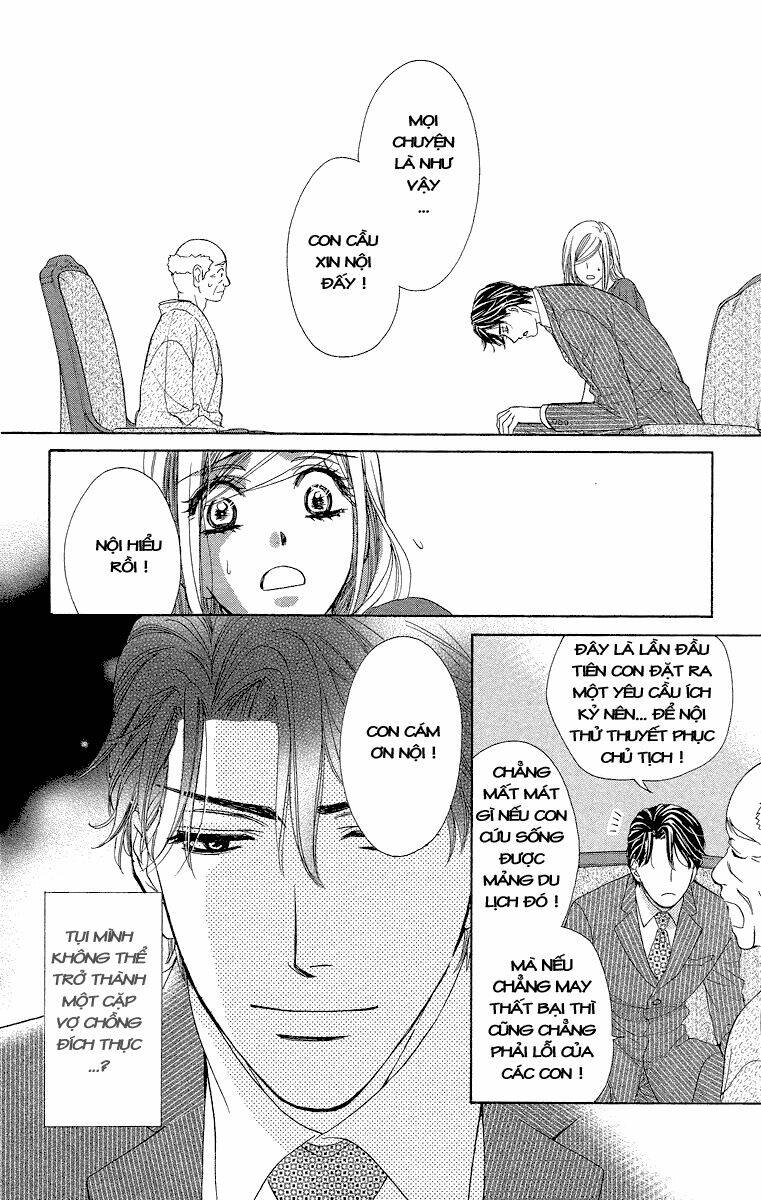 MỌI
CHUYỆN
LÀ NHƯ
VẬY
...
CON CẦU
XIN NỘI
ĐẤY !
NỘI HIỂU
RỒI !
ĐÂY LÀ LẦN ĐẦU
TIÊN CON ĐẶT RA
MỘT YÊU CẦU ÍCH
KỶ NÊN... ĐỂ NỘI
THỬ THUYẾT PHỤC
CHỦ TỊCH !
CHẲNG
MẤT MÁT
GÌ NẾU CON
CỨU SỐNG
ĐƯỢC
MẢNG DU
LỊCH ĐÓ !
MÀ NẾU
CHẲNG MAY
THẤT BẠI THÌ
CŨNG CHẲNG
PHẢI LỖI CỦA
CÁC CON !
CON CÁM
ƠN NỘI !
TỤI MÌNH
KHÔNG THỂ
TRỞ THÀNH
MỘT CẶP
VỢ CHỒNG
ĐÍCH THỰC
...?